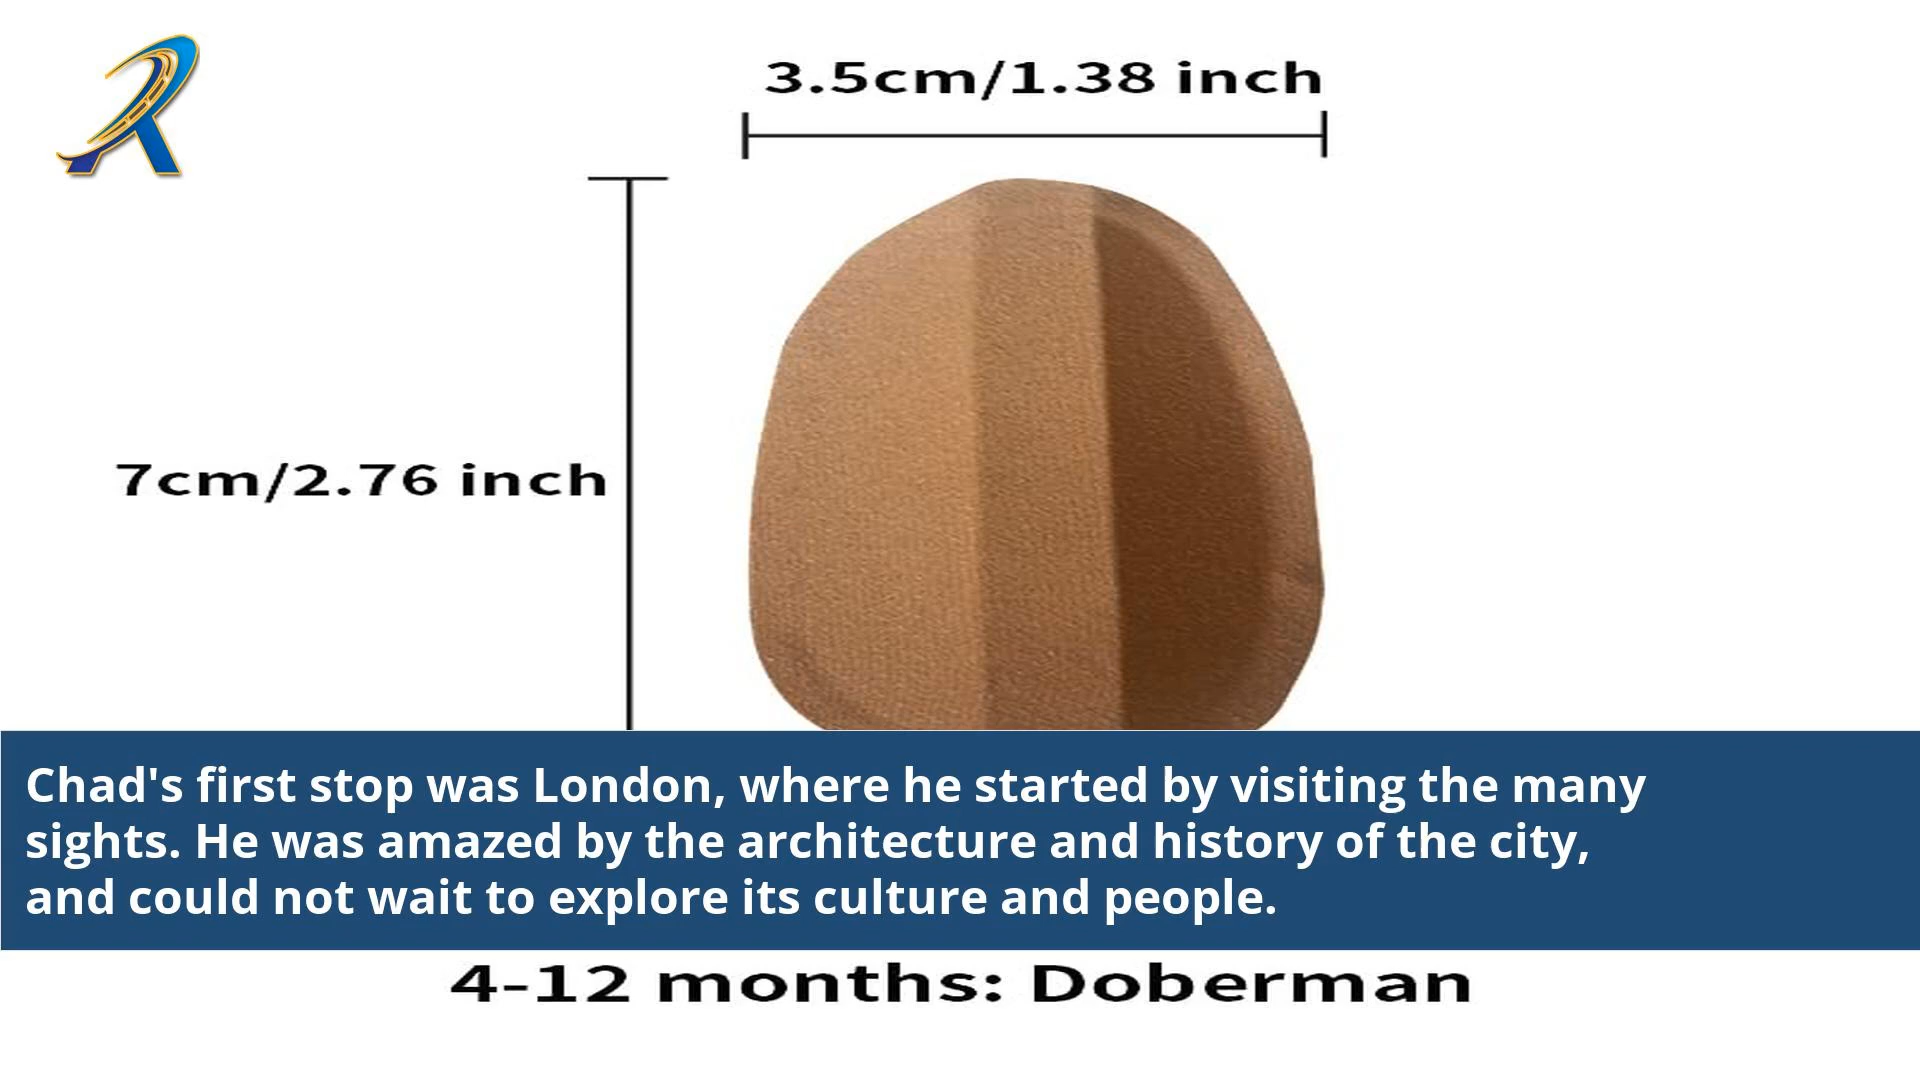 3.5cm/1.38 inch
7cm/2.76 inch
Chad's first stop was London, where he started by visiting the many
sights. He was amazed by the architecture and history of the city,
and could not wait to explore its culture and people.
4-12 months: Doberman